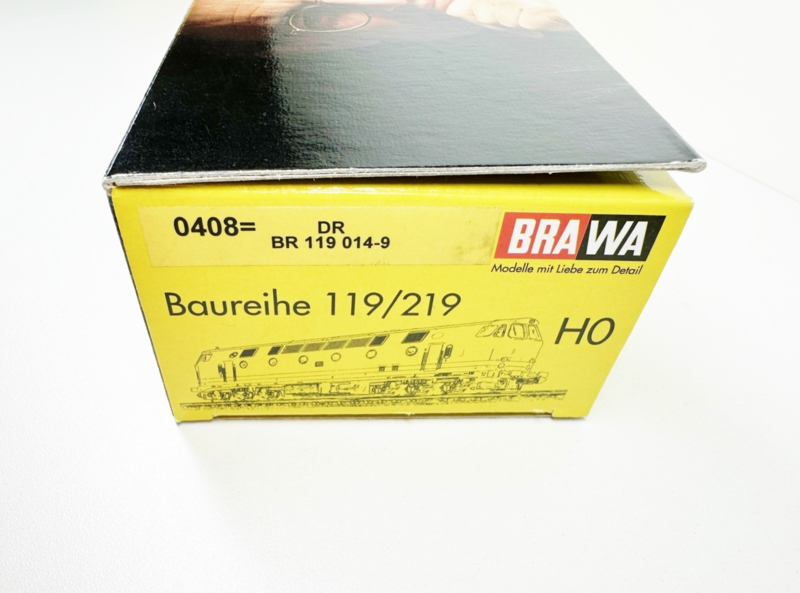 0408=
DR
BR 119 014-9
BRAWA
Modelle mit Liebe zum Detail
Baureihe 119/219
H0